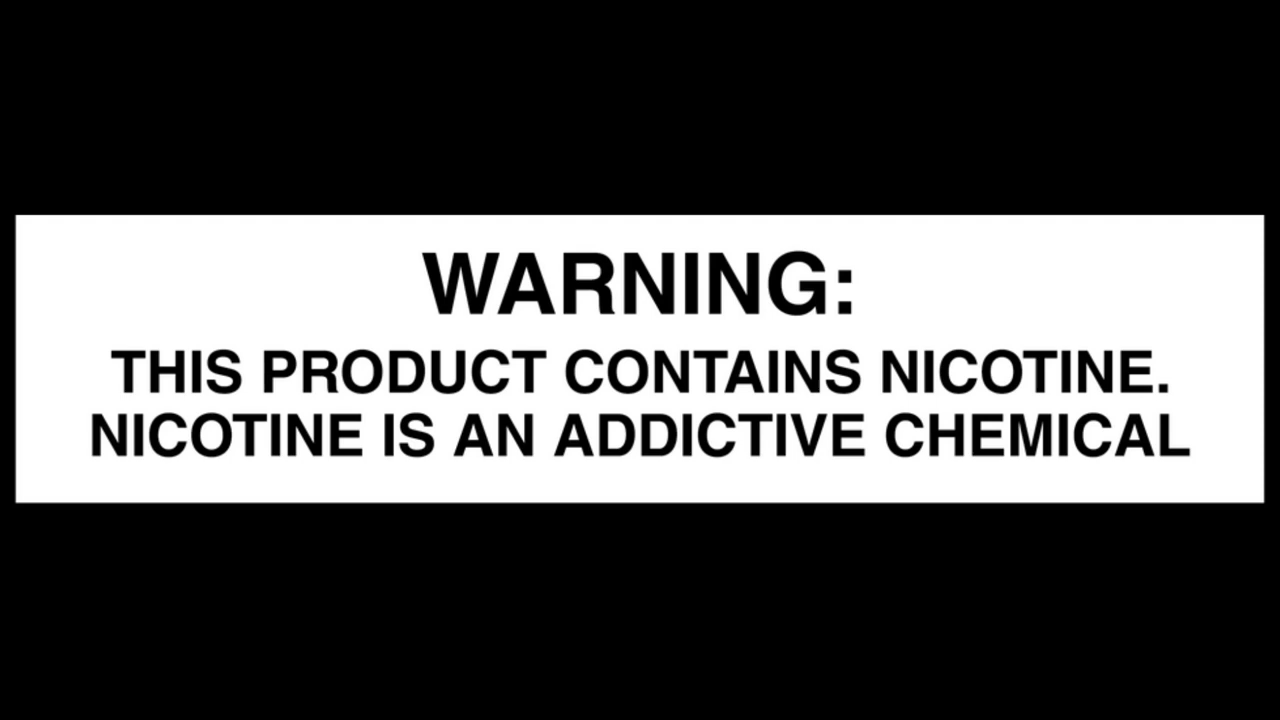 WARNING:
THIS PRODUCT CONTAINS NICOTINE.
NICOTINE IS AN ADDICTIVE CHEMICAL